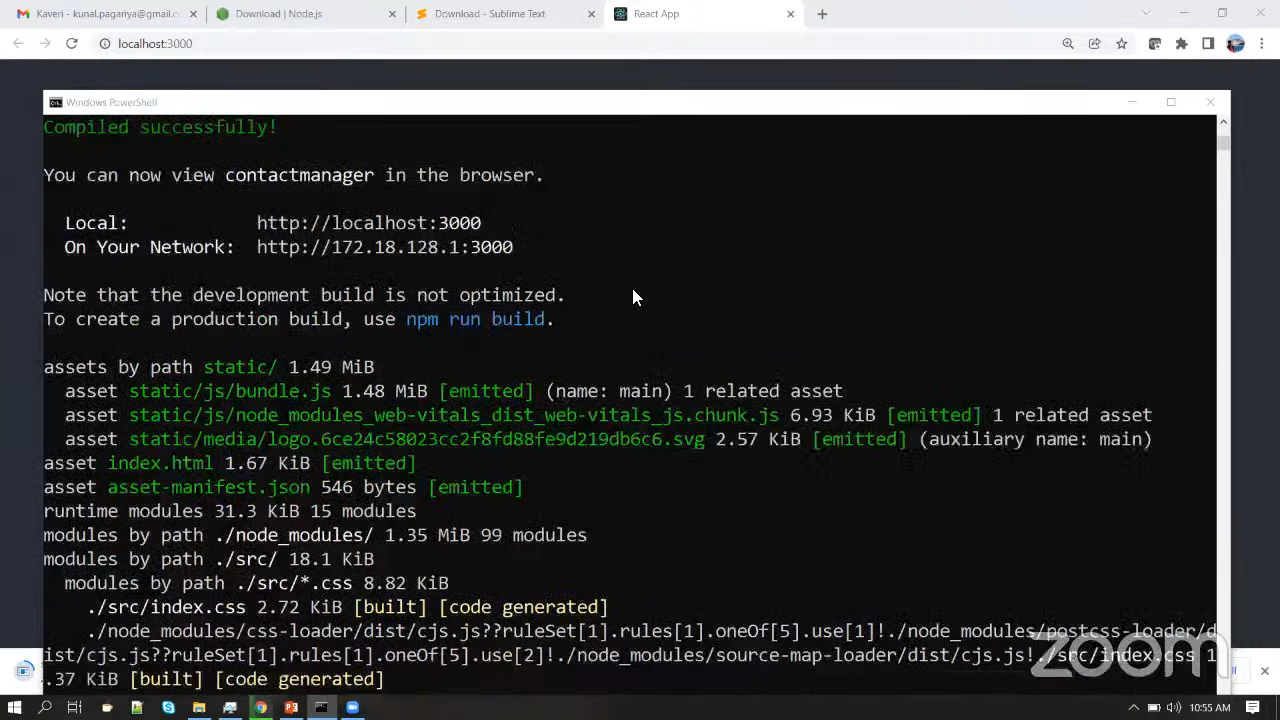 Kaveri - kunal.pagariya@gmail.c
Download | Node.js
Download - Sublime Text
React App
localhost:3000
Windows PowerShell
Compiled successfully!
You can now view contactmanager in the browser.
Local: http://localhost:3000
On Your Network: http://172.18.128.1:3000
Note that the development build is not optimized.
To create a production build, use npm run build.
assets by path static/ 1.49 MiB
asset static/js/bundle.js 1.48 MiB [emitted] (name: main) 1 related asset
asset static/js/node_modules_web-vitals_dist_web-vitals_js.chunk.js 6.93 KiB [emitted] 1 related asset
asset static/media/logo.6ce24c58023cc2f8fd88fe9d219db6c6.svg 2.57 KiB [emitted] (auxiliary name: main)
asset index.html 1.67 KiB [emitted]
asset asset-manifest.json 546 bytes [emitted]
runtime modules 31.3 KiB 15 modules
modules by path ./node_modules/ 1.35 MiB 99 modules
modules by path ./src/ 18.1 KiB
modules by path ./src/*.css 8.82 KiB
./src/index.css 2.72 KiB [built] [code generated]
./node_modules/css-loader/dist/cjs.js??ruleSet[1].rules[1].oneOf[5].use[1]!./node_modules/postcss-loader/d
ist/cjs.js??ruleSet[1].rules[1].oneOf[5].use[2]!./node_modules/source-map-loader/dist/cjs.js!./src/index.css 1
.37 KiB [built] [code generated]
zoom
10:55 AM